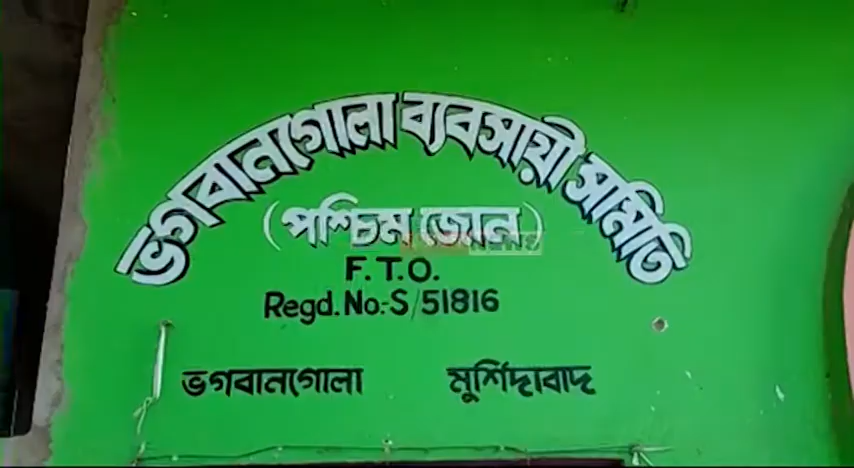 ভগবানগোলা ব্যবসায়ী সমিতি
(পশ্চিম জোন)
F.T.O.
Regd.No:-S/51816
ভগবানগোলা মুর্শিদাবাদ